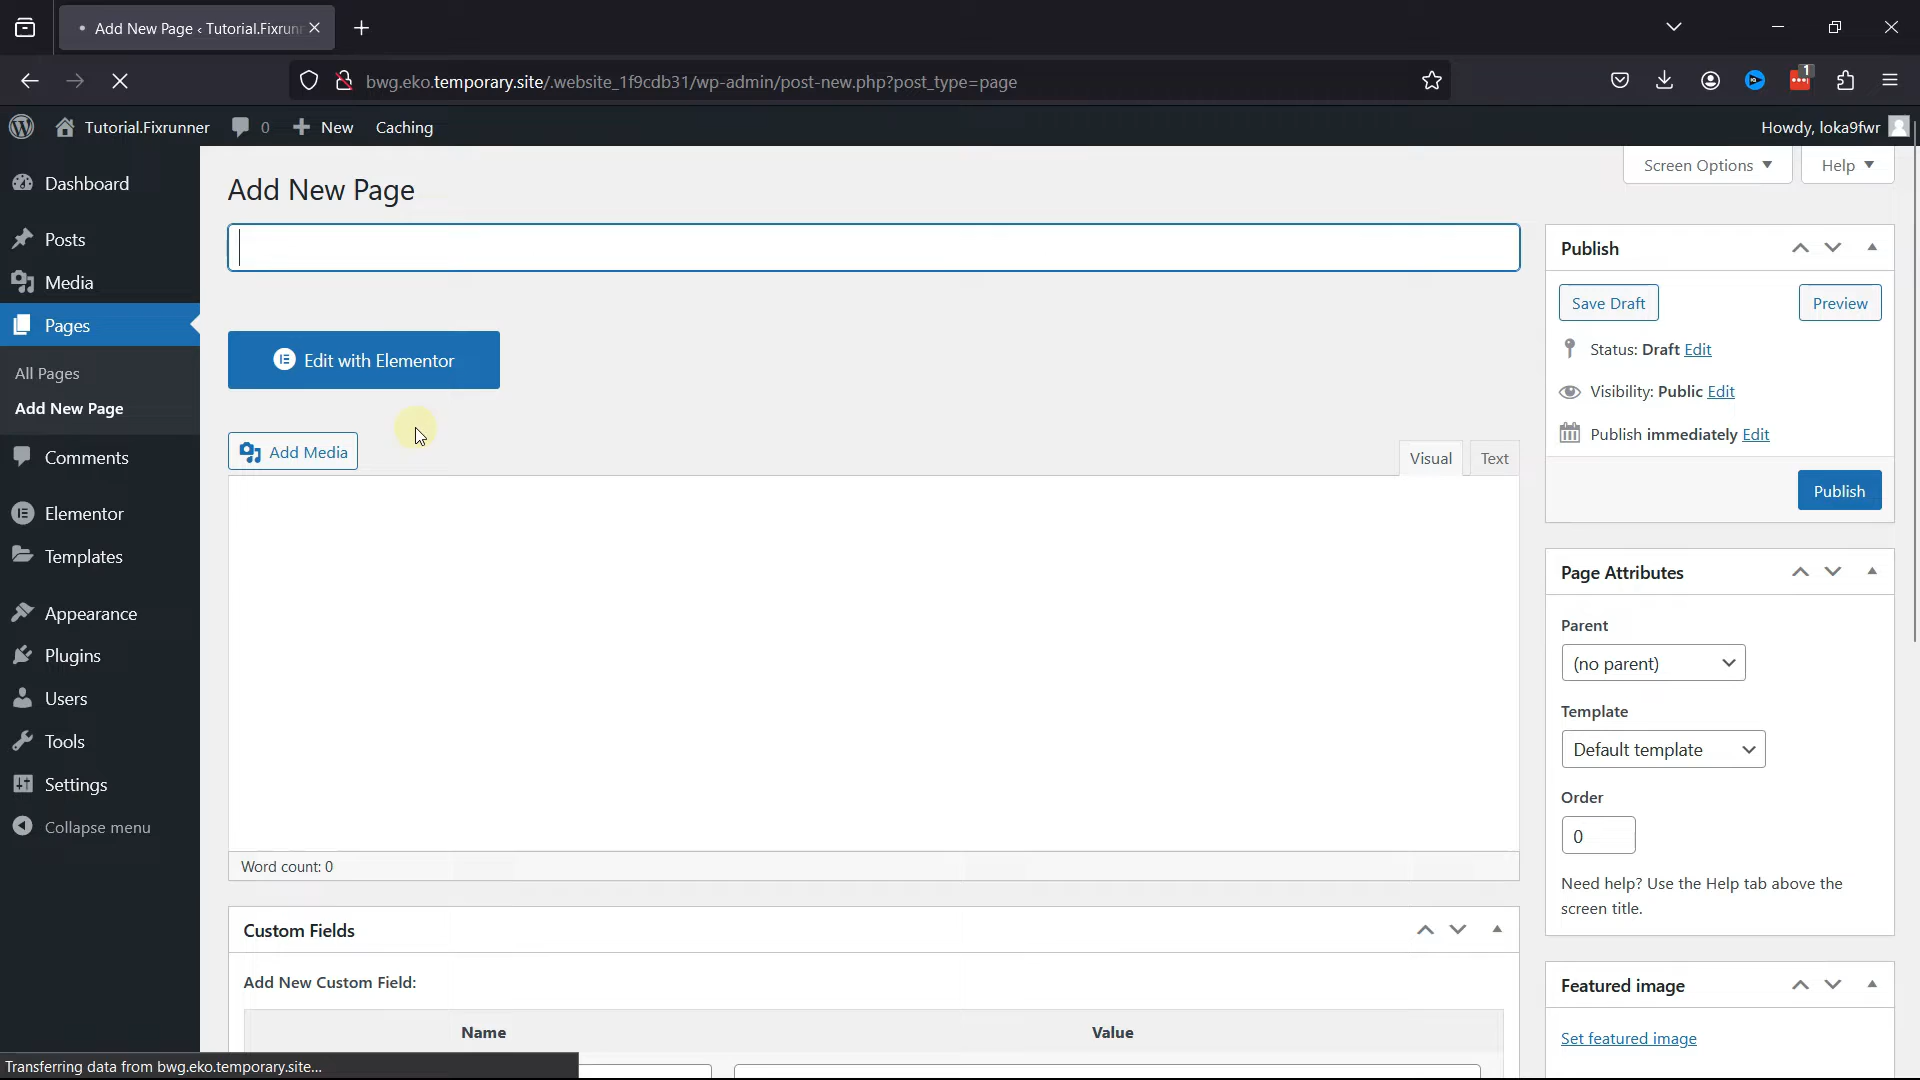 Add New Page ‹ Tutorial.Fixrun
bwg.eko.temporary.site/.website_1f9cdb31/wp-admin/post-new.php?post_type=page
1
Tutorial.Fixrunner
0
New
Caching
Howdy, loka9fwr
Dashboard
Posts
Media
Pages
All Pages
Add New Page
Comments
Elementor
Templates
Appearance
Plugins
Users
Tools
Settings
Collapse menu
Screen Options
Help
Add New Page
Edit with Elementor
Add Media
Visual
Text
Word count: 0
Custom Fields
Add New Custom Field:
Name
Value
Publish
Save Draft
Preview
Status: Draft Edit
Visibility: Public Edit
Publish immediately Edit
Publish
Page Attributes
Parent
(no parent)
Template
Default template
Order
0
Need help? Use the Help tab above the
screen title.
Featured image
Set featured image
Transferring data from bwg.eko.temporary.site...